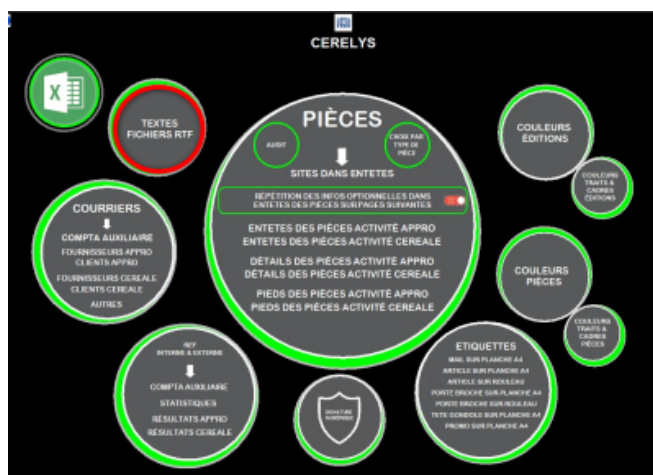 CERELYS
X
TEXTES
FICHIERS RTF
PIÈCES
AUDIT
CHOIX PAR
TYPE DE
PIÈCE
SITES DANS ENTETES
RÉPÉTITION DES INFOS OPTIONNELLES DANS
ENTETES DES PIÈCES SUR PAGES SUIVANTES
ENTETES DES PIÈCES ACTIVITÉ APPRO
ENTETES DES PIÈCES ACTIVITÉ CEREALE
DÉTAILS DES PIÈCES ACTIVITÉ APPRO
DÉTAILS DES PIÈCES ACTIVITÉ CEREALE
PIEDS DES PIÈCES ACTIVITÉ APPRO
PIEDS DES PIÈCES ACTIVITÉ CEREALE
COULEURS
ÉDITIONS
COULEURS
TRAITS &
CADRES
ÉDITIONS
COURRIERS
COMPTA AUXILIAIRE
FOURNISSEURS APPRO
CLIENTS APPRO
FOURNISSEURS CEREALE
CLIENTS CEREALE
AUTRES
COULEURS
PIÈCES
COULEURS
TRAITS &
CADRES
PIÈCES
REF
INTERNE & EXTERNE
COMPTA AUXILIAIRE
STATISTIQUES
RÉSULTATS APPRO
RÉSULTATS CEREALE
SIGNATURE
NUMÉRIQUE
ETIQUETTES
MAIL SUR PLANCHE A4
ARTICLE SUR PLANCHE A4
ARTICLE SUR ROULEAU
PORTE BROCHE SUR PLANCHE A4
PORTE BROCHE SUR ROULEAU
TETE GONDOLE SUR PLANCHE A4
PROMO SUR PLANCHE A4